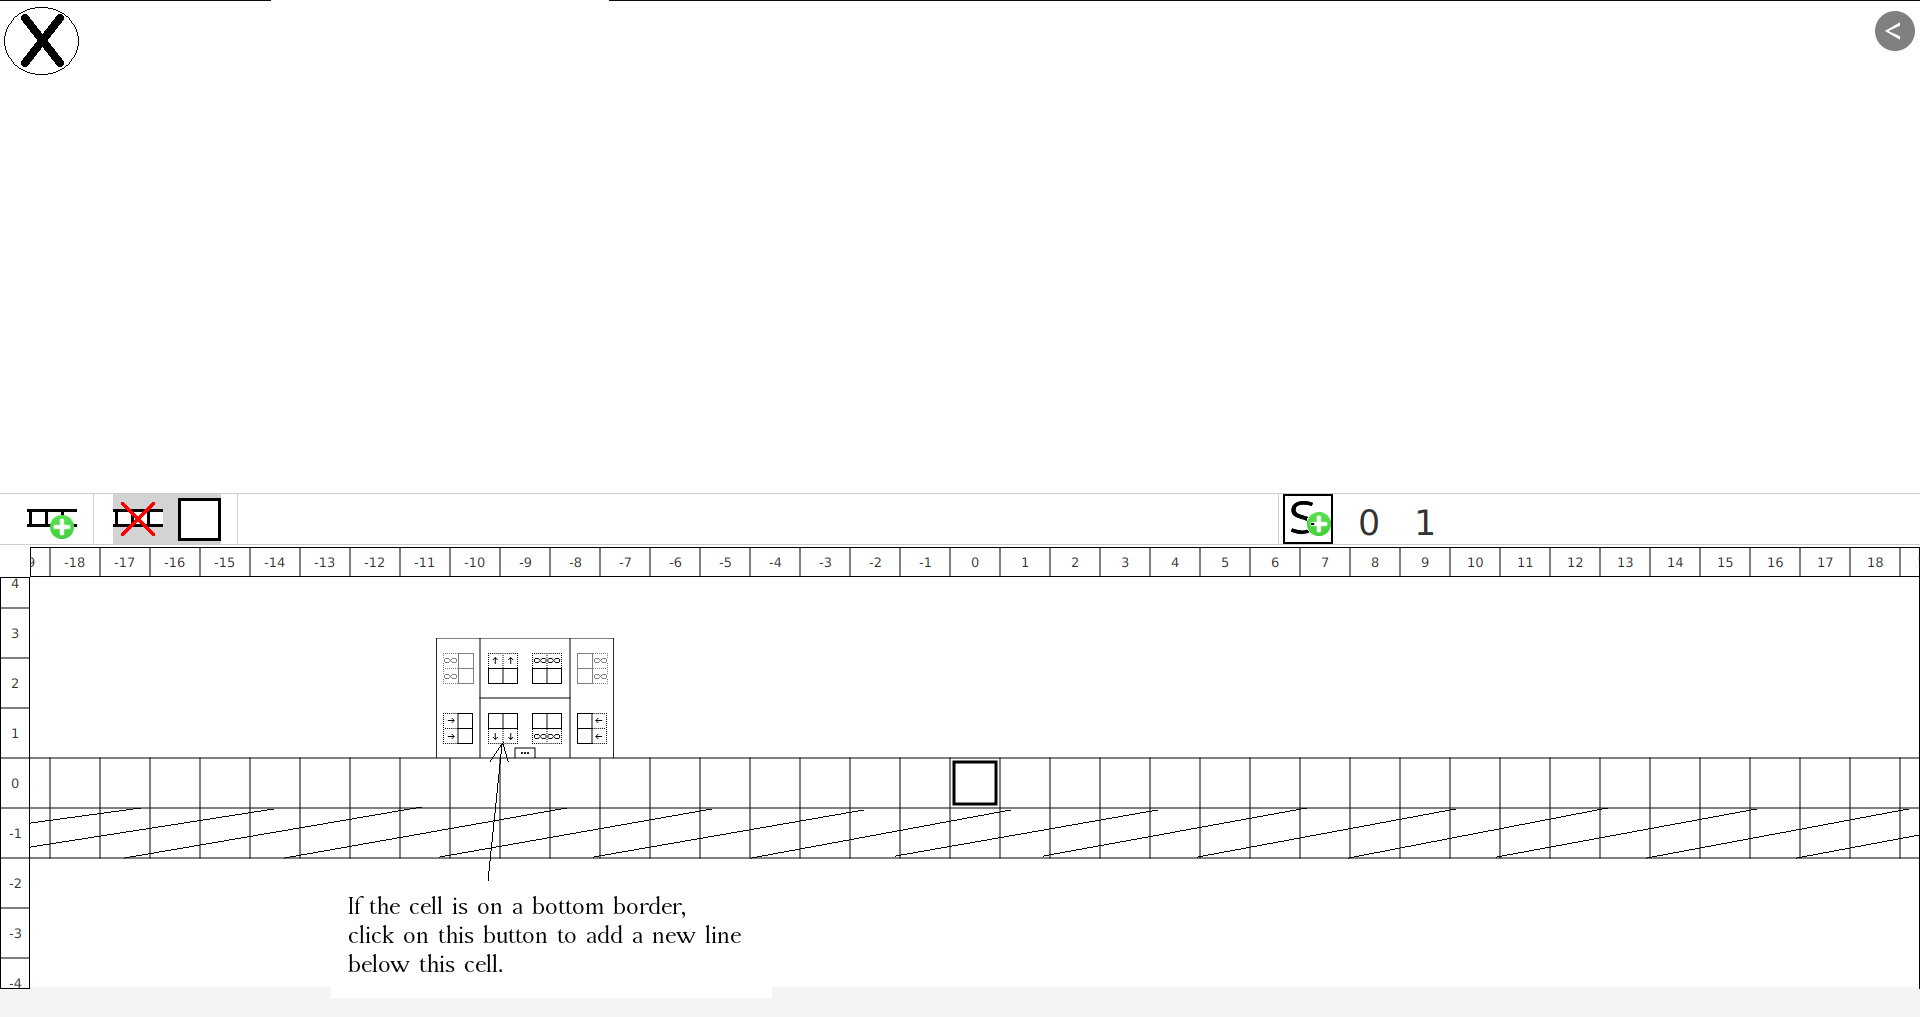 X
<
S 0 1
9 -18 -17 -16 -15 -14 -13 -12 -11 -10 -9 -8 -7 -6 -5 -4 -3 -2 -1 0 1 2 3 4 5 6 7 8 9 10 11 12 13 14 15 16 17 18
4
3
2
1
0
-1
-2
-3
-4
If the cell is on a bottom border,
click on this button to add a new line
below this cell.